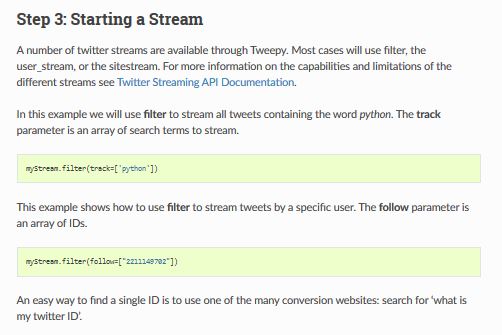 Step 3: Starting a Stream
A number of twitter streams are available through Tweepy. Most cases will use filter, the
user_stream, or the sitestream. For more information on the capabilities and limitations of the
different streams see Twitter Streaming API Documentation.
In this example we will use filter to stream all tweets containing the word python. The track
parameter is an array of search terms to stream.
myStream.filter(track=['python'])
This example shows how to use filter to stream tweets by a specific user. The follow parameter is
an array of IDs.
myStream.filter(follow=["2211149702"])
An easy way to find a single ID is to use one of the many conversion websites: search for ‘what is
my twitter ID’.